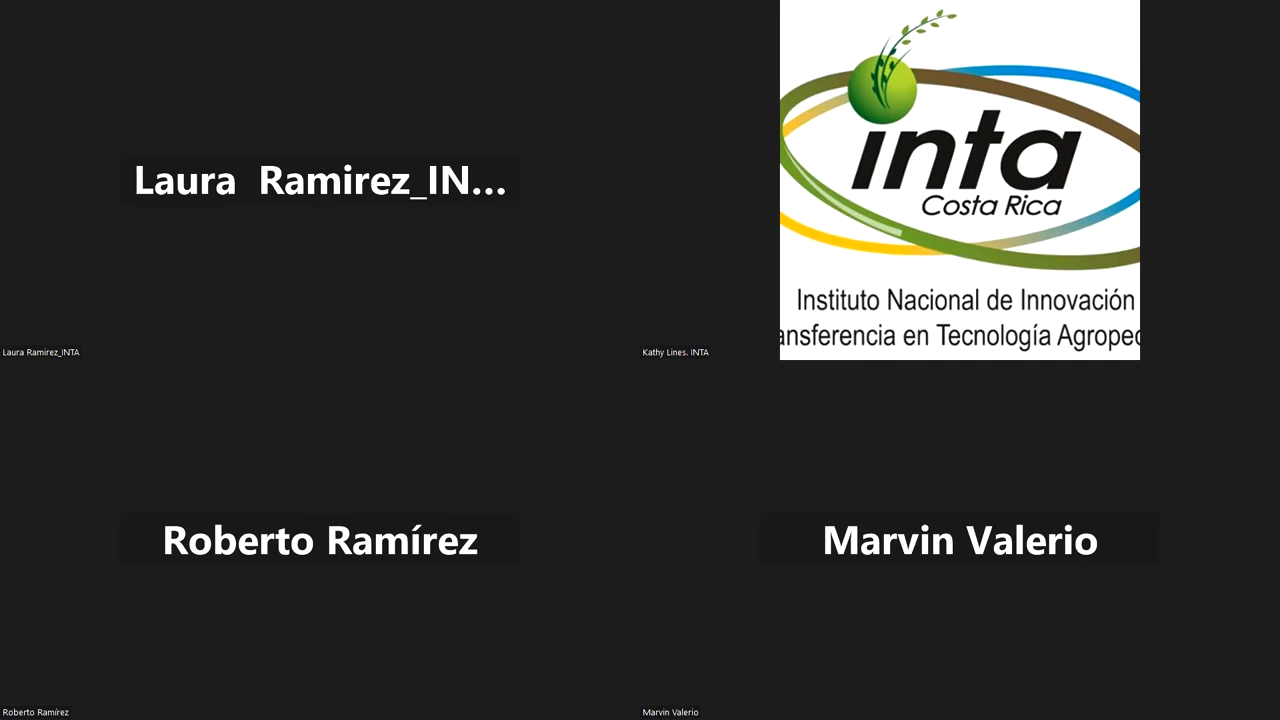 Laura Ramirez_IN...
Laura Ramirez_INTA
inta
Costa Rica
Instituto Nacional de Innovación
ansferencia en Tecnología Agropec
Kathy Lines. INTA
Roberto Ramírez
Roberto Ramírez
Marvin Valerio
Marvin Valerio